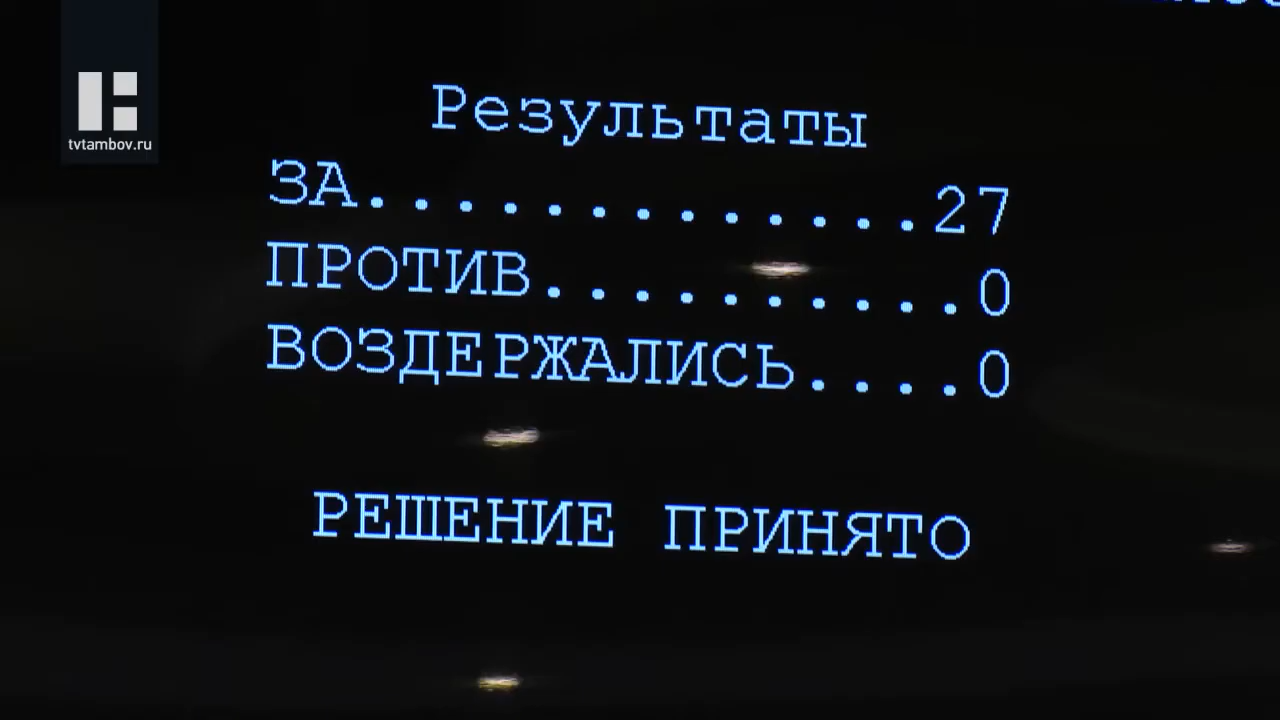 tvtambov.ru
Результаты
ЗА.............27
ПРОТИВ..........0
ВОЗДЕРЖАЛИСЬ....0
РЕШЕНИЕ ПРИНЯТО